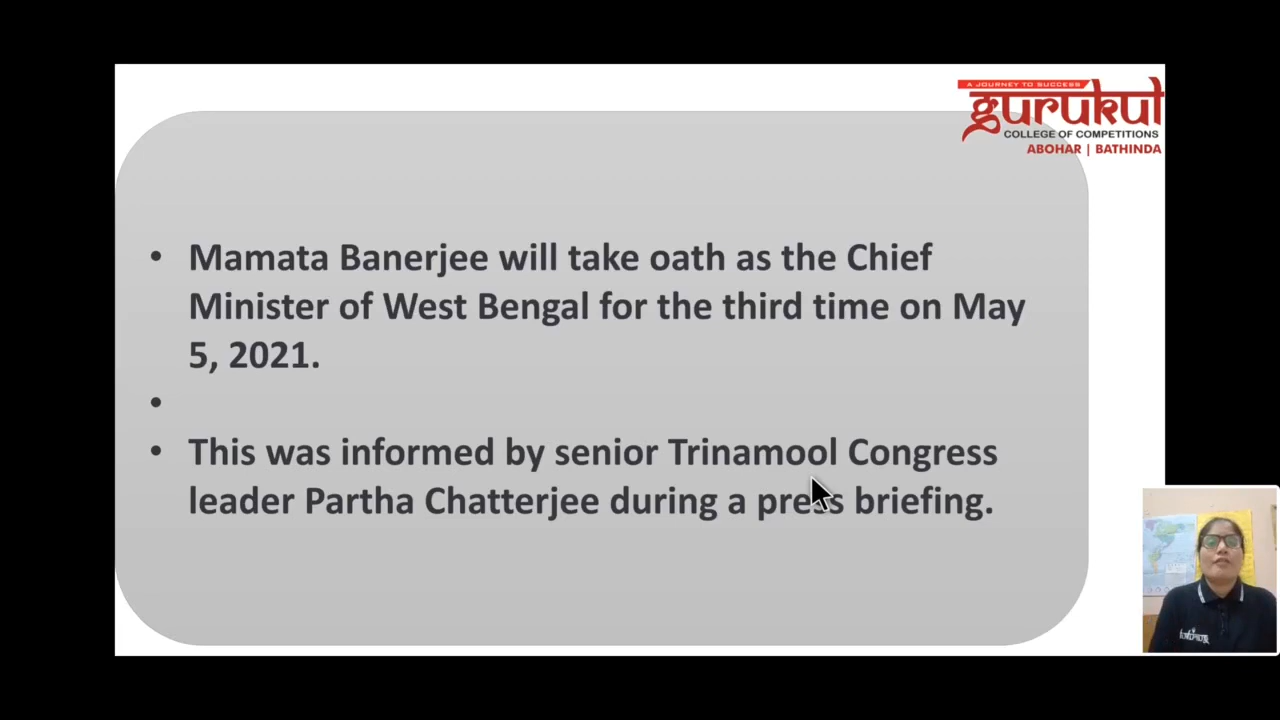 A JOURNEY TO SUCCESS
gurukul
COLLEGE OF COMPETITIONS
ABOHAR | BATHINDA
• Mamata Banerjee will take oath as the Chief
Minister of West Bengal for the third time on May
5, 2021.
•
• This was informed by senior Trinamool Congress
leader Partha Chatterjee during a press briefing.